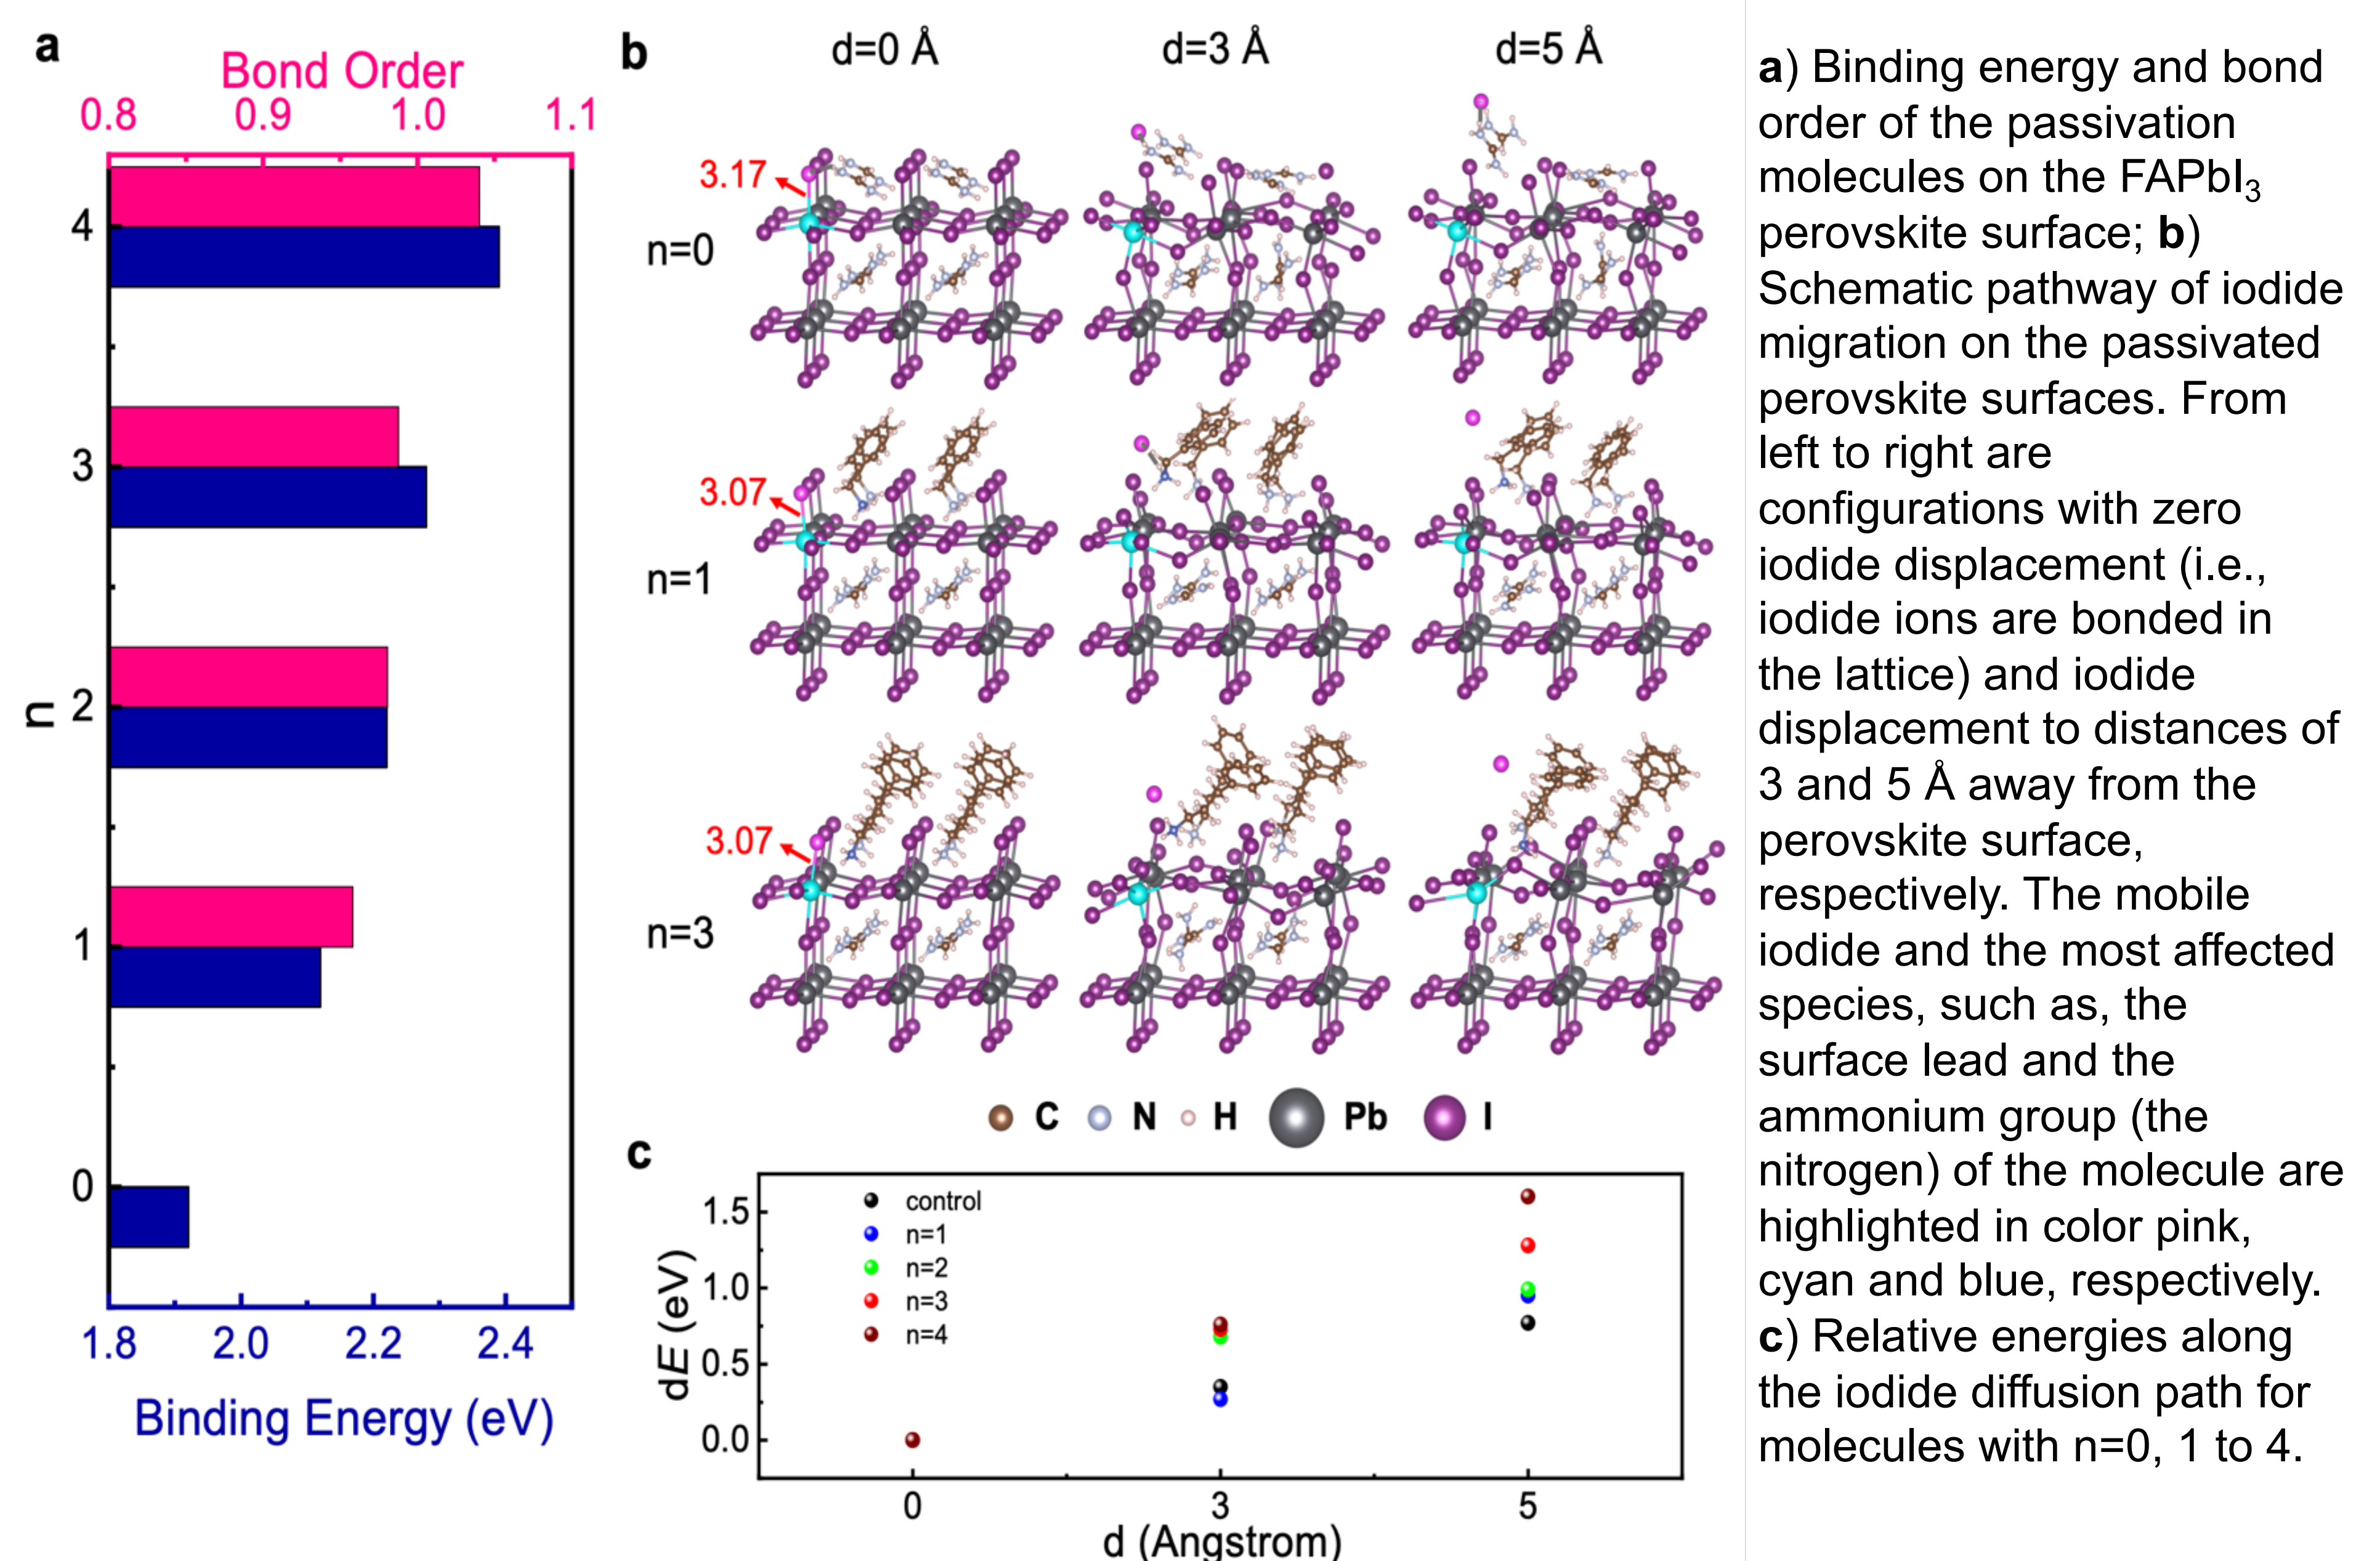 a
Bond Order
0.8 0.9 1.0 1.1
4
3
2
1
0
n
1.8 2.0 2.2 2.4
Binding Energy (eV)
b
d=0 Å d=3 Å d=5 Å
3.17
n=0
3.07
n=1
3.07
n=3
C N H Pb I
c
control
n=1
n=2
n=3
n=4
1.5
1.0
0.5
0.0
dE (eV)
0 3 5
d (Angstrom)
a) Binding energy and bond
order of the passivation
molecules on the FAPbI₃
perovskite surface; b)
Schematic pathway of iodide
migration on the passivated
perovskite surfaces. From
left to right are
configurations with zero
iodide displacement (i.e.,
iodide ions are bonded in
the lattice) and iodide
displacement to distances of
3 and 5 Å away from the
perovskite surface,
respectively. The mobile
iodide and the most affected
species, such as, the
surface lead and the
ammonium group (the
nitrogen) of the molecule are
highlighted in color pink,
cyan and blue, respectively.
c) Relative energies along
the iodide diffusion path for
molecules with n=0, 1 to 4.